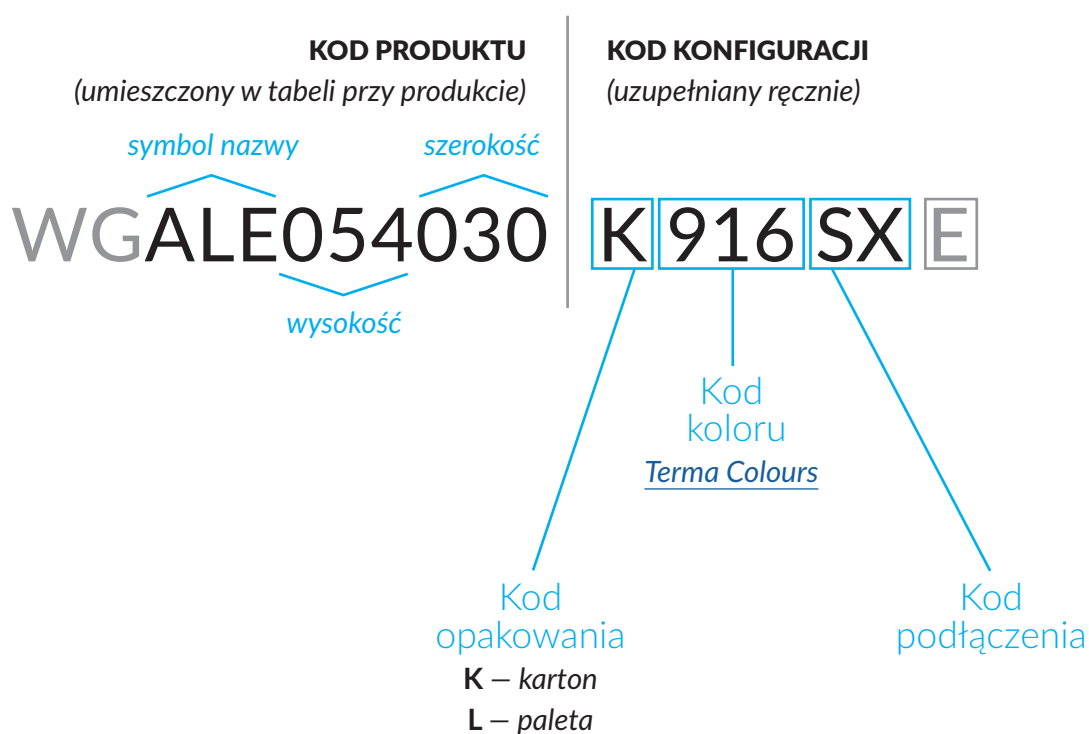 KOD PRODUKTU
(umieszczony w tabeli przy produkcie)
KOD KONFIGURACJI
(uzupełniany ręcznie)
symbol nazwy
szerokość
WGALE054030 K 916 SX E
wysokość
Kod
koloru
Terma Colours
Kod
opakowania
K – karton
L – paleta
Kod
podłączenia